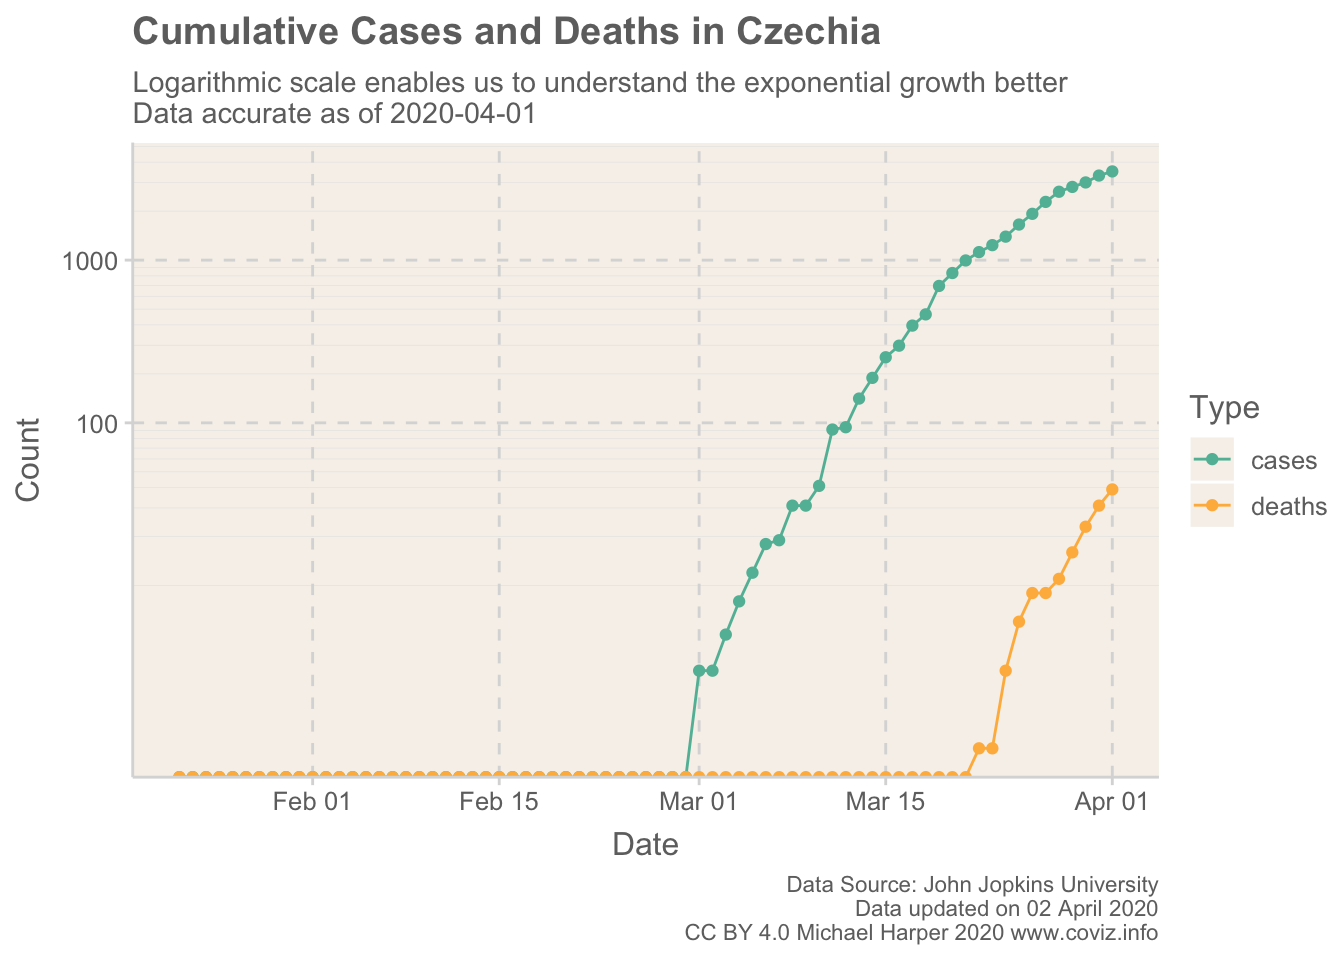 Cumulative Cases and Deaths in Czechia
Logarithmic scale enables us to understand the exponential growth better
Data accurate as of 2020-04-01
1000
100
Count
Feb 01
Feb 15
Mar 01
Mar 15
Apr 01
Date
Type
cases
deaths
Data Source: John Jopkins University
Data updated on 02 April 2020
CC BY 4.0 Michael Harper 2020 www.coviz.info